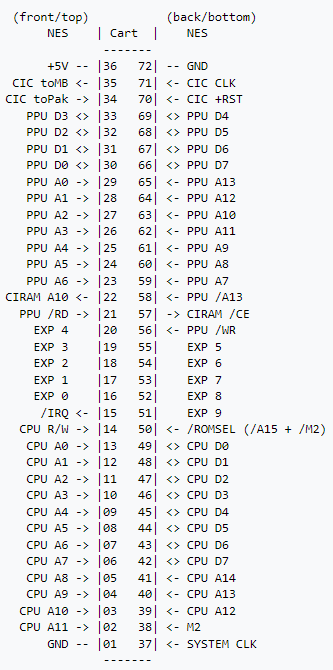 (front/top)              (back/bottom)
     NES    | Cart  |    NES
             -------
     +5V -- |36   72| -- GND
CIC toMB <- |35   71| <- CIC CLK
CIC toPak -> |34   70| <- CIC +RST
  PPU D3 <> |33   69| <> PPU D4
  PPU D2 <> |32   68| <> PPU D5
  PPU D1 <> |31   67| <> PPU D6
  PPU D0 <> |30   66| <> PPU D7
  PPU A0 -> |29   65| <- PPU A13
  PPU A1 -> |28   64| <- PPU A12
  PPU A2 -> |27   63| <- PPU A10
  PPU A3 -> |26   62| <- PPU A11
  PPU A4 -> |25   61| <- PPU A9
  PPU A5 -> |24   60| <- PPU A8
  PPU A6 -> |23   59| <- PPU A7
CIRAM A10 <- |22   58| <- PPU /A13
 PPU /RD -> |21   57| -> CIRAM /CE
   EXP 4    |20   56| <- PPU /WR
   EXP 3    |19   55|    EXP 5
   EXP 2    |18   54|    EXP 6
   EXP 1    |17   53|    EXP 7
   EXP 0    |16   52|    EXP 8
    /IRQ <- |15   51|    EXP 9
 CPU R/W -> |14   50| <- /ROMSEL (/A15 + /M2)
  CPU A0 -> |13   49| <> CPU D0
  CPU A1 -> |12   48| <> CPU D1
  CPU A2 -> |11   47| <> CPU D2
  CPU A3 -> |10   46| <> CPU D3
  CPU A4 -> |09   45| <> CPU D4
  CPU A5 -> |08   44| <> CPU D5
  CPU A6 -> |07   43| <> CPU D6
  CPU A7 -> |06   42| <> CPU D7
  CPU A8 -> |05   41| <- CPU A14
  CPU A9 -> |04   40| <- CPU A13
 CPU A10 -> |03   39| <- CPU A12
 CPU A11 -> |02   38| <- M2
     GND -- |01   37| <- SYSTEM CLK
             -------